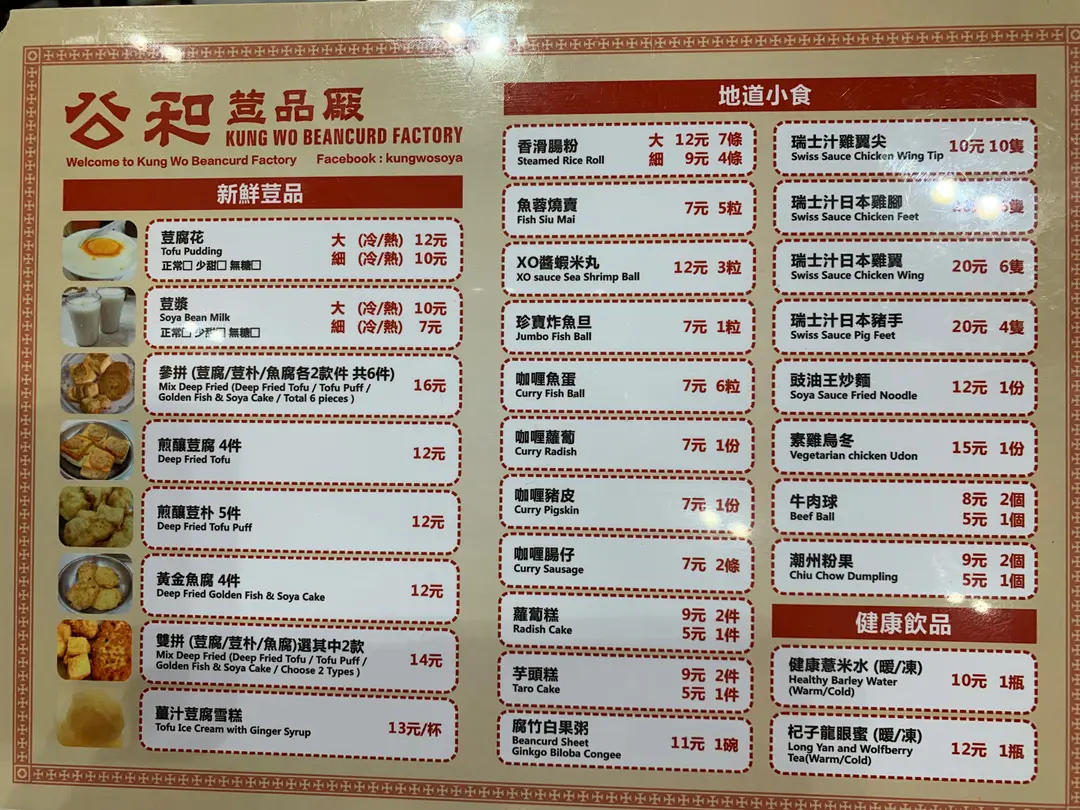 公和荳品廠
KUNG WO BEANCURD FACTORY
Welcome to Kung Wo Beancurd Factory Facebook : kungwosoya
新鮮荳品
荳腐花 大 (冷/熱) 12元
Tofu Pudding
正常□ 少甜□ 無糖□ 細 (冷/熱) 10元
荳漿 大 (冷/熱) 10元
Soya Bean Milk
正常□ 少甜□ 無糖□ 細 (冷/熱) 7元
參拼 (荳腐/荳朴/魚腐各2款件 共6件)
Mix Deep Fried (Deep Fried Tofu / Tofu Puff / 16元
Golden Fish & Soya Cake / Total 6 pieces )
煎釀荳腐 4件
Deep Fried Tofu 12元
煎釀荳朴 5件
Deep Fried Tofu Puff 12元
黃金魚腐 4件
Deep Fried Golden Fish & Soya Cake 12元
雙拼 (荳腐/荳朴/魚腐)選其中2款
Mix Deep Fried (Deep Fried Tofu / Tofu Puff / 14元
Golden Fish & Soya Cake / Choose 2 Types )
薑汁荳腐雪糕
Tofu Ice Cream with Ginger Syrup 13元/杯
地道小食
香滑腸粉 大 12元 7條
Steamed Rice Roll 細 9元 4條
魚蓉燒賣 7元 5粒
Fish Siu Mai
XO醬蝦米丸 12元 3粒
XO sauce Sea Shrimp Ball
珍寶炸魚旦 7元 1粒
Jumbo Fish Ball
咖喱魚蛋 7元 6粒
Curry Fish Ball
咖喱蘿蔔 7元 1份
Curry Radish
咖喱豬皮 7元 1份
Curry Pigskin
咖喱腸仔 7元 2條
Curry Sausage
蘿蔔糕 9元 2件
Radish Cake 5元 1件
芋頭糕 9元 2件
Taro Cake 5元 1件
腐竹白果粥
Beancurd Sheet 11元 1碗
Ginkgo Biloba Congee
瑞士汁雞翼尖 10元 10隻
Swiss Sauce Chicken Wing Tip
瑞士汁日本雞腳 隻
Swiss Sauce Chicken Feet
瑞士汁日本雞翼 20元 6隻
Swiss Sauce Chicken Wing
瑞士汁日本豬手 20元 4隻
Swiss Sauce Pig Feet
豉油王炒麵 12元 1份
Soya Sauce Fried Noodle
素雞烏冬 15元 1份
Vegetarian chicken Udon
牛肉球 8元 2個
Beef Ball 5元 1個
潮州粉果 9元 2個
Chiu Chow Dumpling 5元 1個
健康飲品
健康薏米水 (暖/凍)
Healthy Barley Water 10元 1瓶
(Warm/Cold)
杞子龍眼蜜 (暖/凍)
Long Yan and Wolfberry 12元 1瓶
Tea(Warm/Cold)